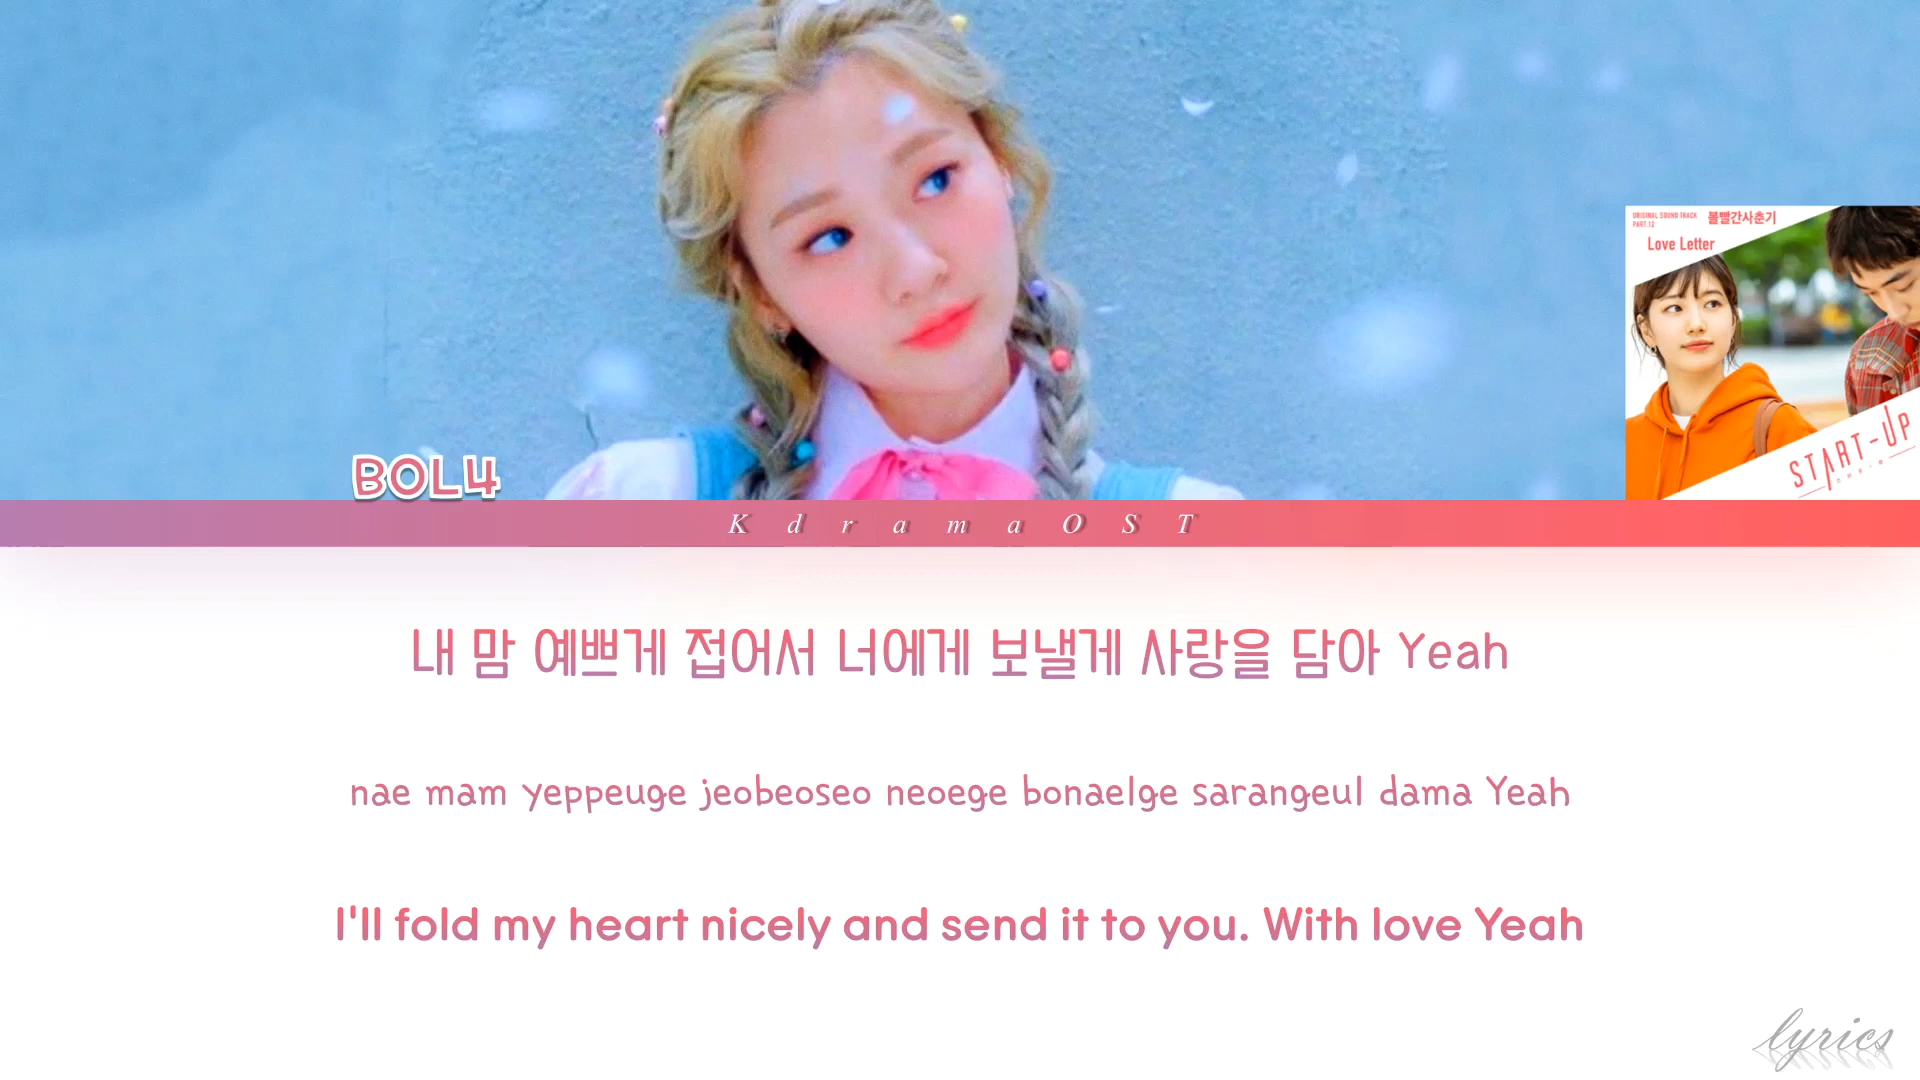 ORIGINAL SOUND TRACK
PART.12
볼빨간사춘기
Love Letter
START-UP
BOL4
KdramaOST
내 맘 예쁘게 접어서 너에게 보낼게 사랑을 담아 Yeah
nae mam yeppeuge jeobeoseo neoege bonaelge sarangeul dama Yeah
I'll fold my heart nicely and send it to you. With love Yeah
lyrics